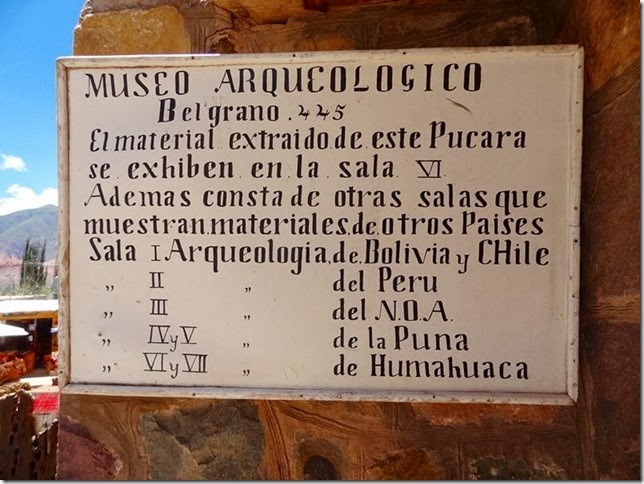 MUSEO ARQUEOLOGICO
Belgrano.445
El material extraido.de este Pucara
se exhiben en la sala VI.
Ademas consta de otras salas que
muestran.materiales.de otros Paises
Sala I Arqueologia.de.Bolivia y CHile
,, II ,, del Peru
,, III ,, del N.O.A.
,, IV y V ,, de la Puna
,, VI y VII ,, de Humahuaca